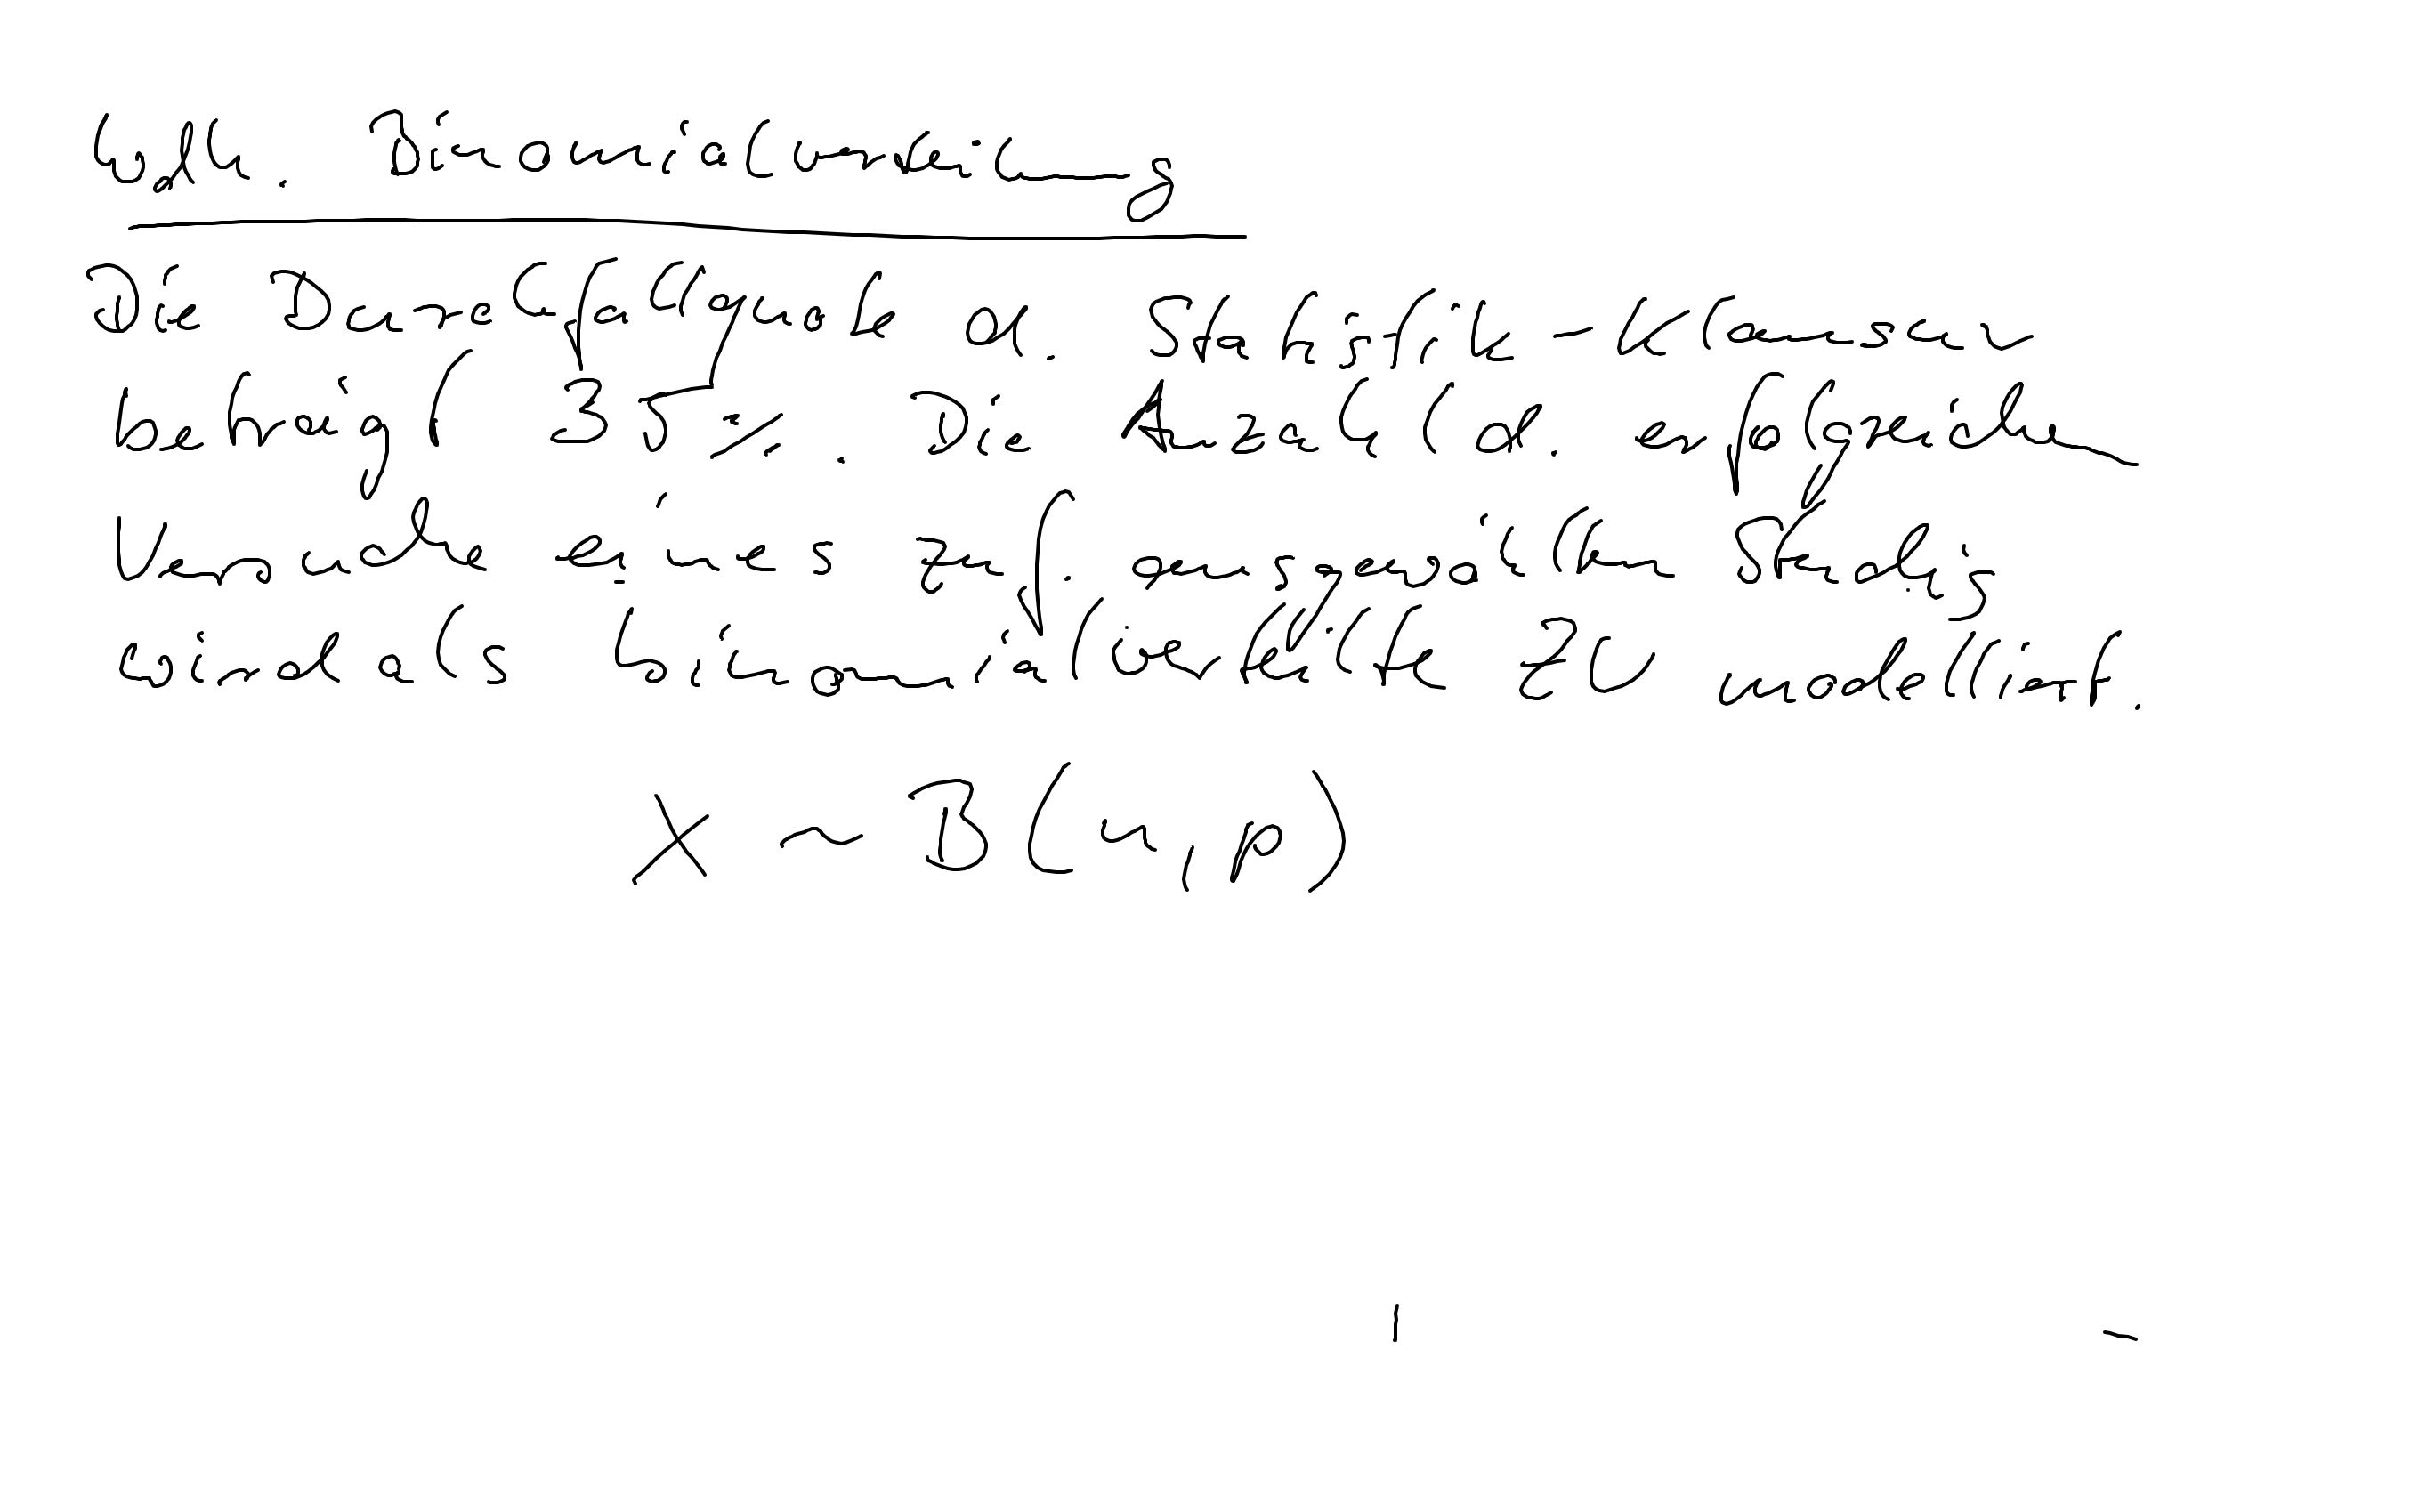 Wdh. Binomialverteilung
Die Durchfallquote d. Statistik-Klausur
beträgt 35%. Die Anzahl d. erfolgreichen
Versuche eines zuf. ausgewählten Studis
wird als binomialverteilte ZV modelliert.
X ~ B(n,p)